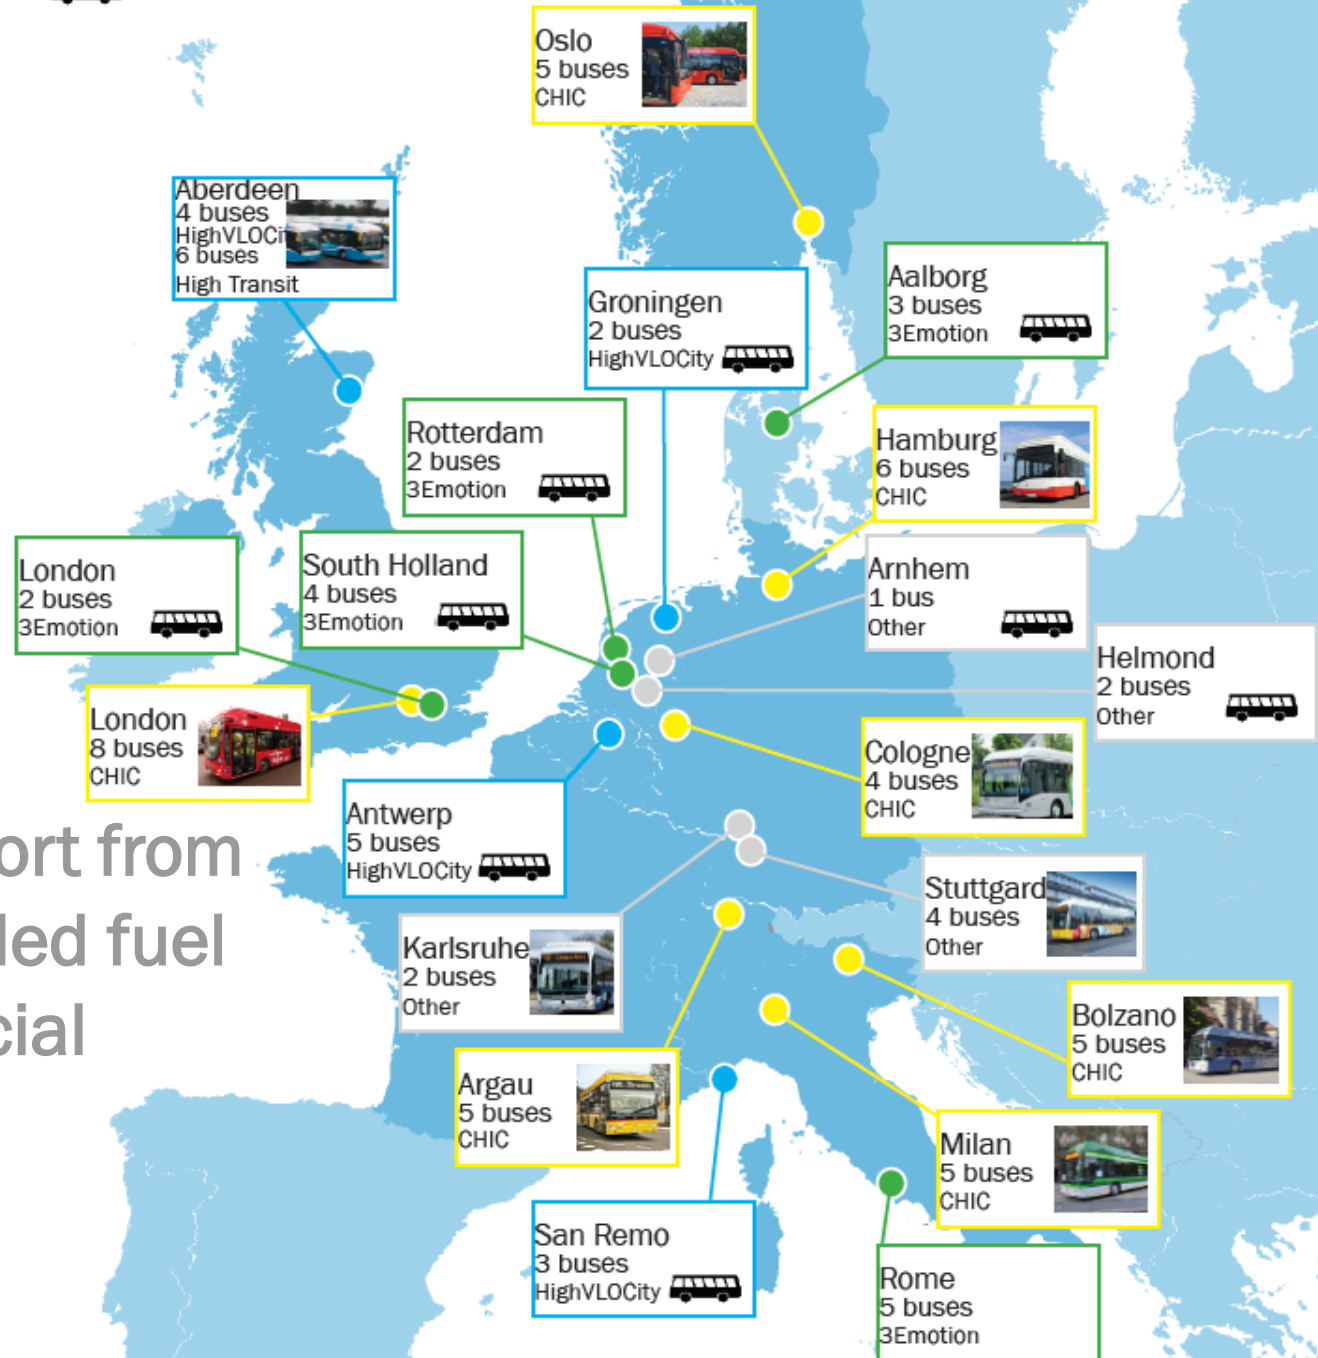 Oslo
5 buses
CHIC
Aberdeen
4 buses
HighVLOCi
6 buses
High Transit
Groningen
2 buses
HighVLOCity
Aalborg
3 buses
3Emotion
Rotterdam
2 buses
3Emotion
Hamburg
6 buses
CHIC
London
2 buses
3Emotion
South Holland
4 buses
3Emotion
Arnhem
1 bus
Other
Helmond
2 buses
Other
London
8 buses
CHIC
Cologne
4 buses
CHIC
Antwerp
5 buses
HighVLOCity
ort from
led fuel
cial
Stuttgard
4 buses
Other
Karlsruhe
2 buses
Other
Bolzano
5 buses
CHIC
Argau
5 buses
CHIC
Milan
5 buses
CHIC
San Remo
3 buses
HighVLOCity
Rome
5 buses
3Emotion